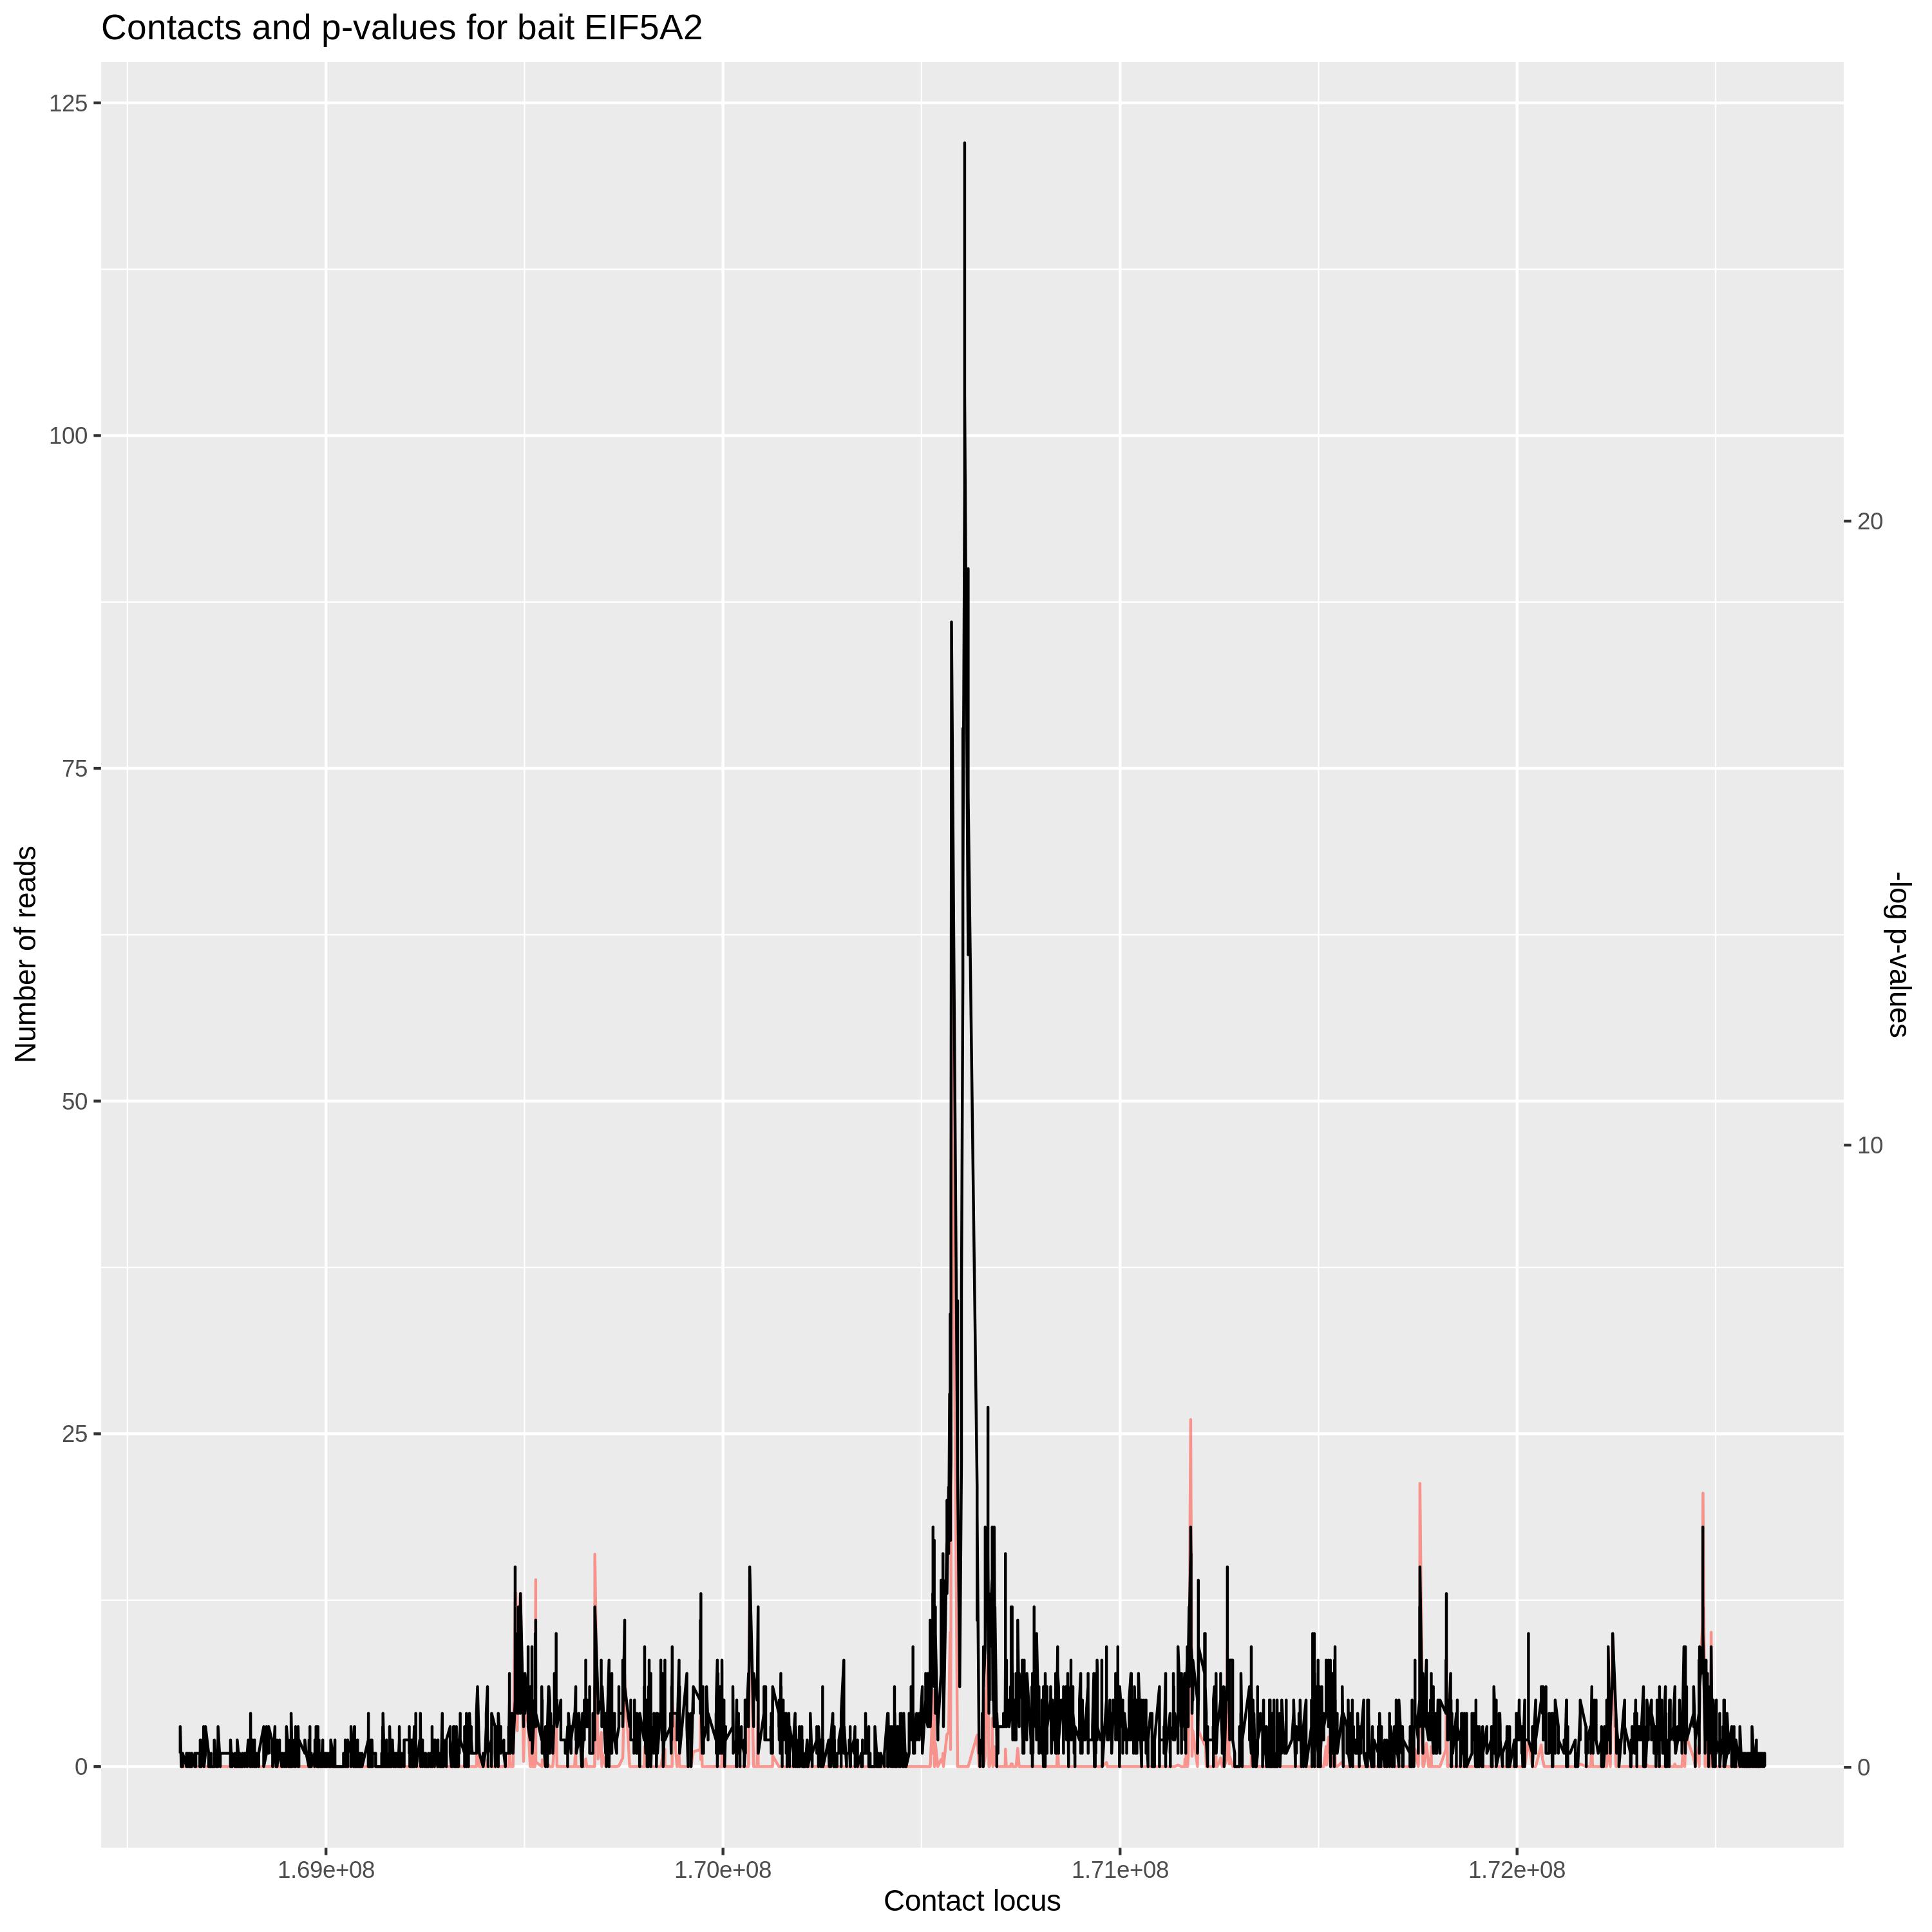 Contacts and p-values for bait EIF5A2
125
100
75
50
25
0
Number of reads
20
10
0
-log p-values
1.69e+08 1.70e+08 1.71e+08 1.72e+08
Contact locus